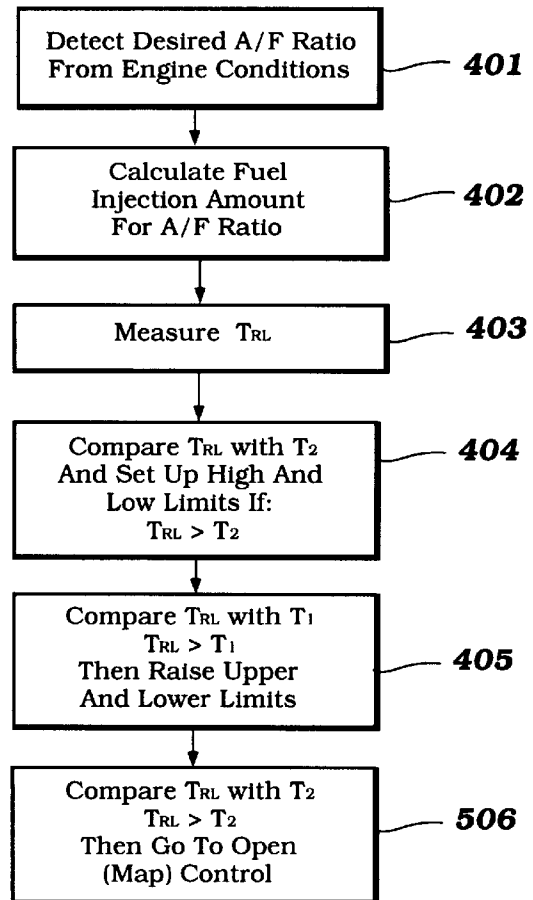 Detect Desired A/F Ratio
From Engine Conditions
401
Calculate Fuel
Injection Amount
For A/F Ratio
402
Measure TRL
403
Compare TRL with T2
And Set Up High And
Low Limits If:
TRL > T2
404
Compare TRL with T1
TRL > T1
Then Raise Upper
And Lower Limits
405
Compare TRL with T2
TRL > T2
Then Go To Open
(Map) Control
506